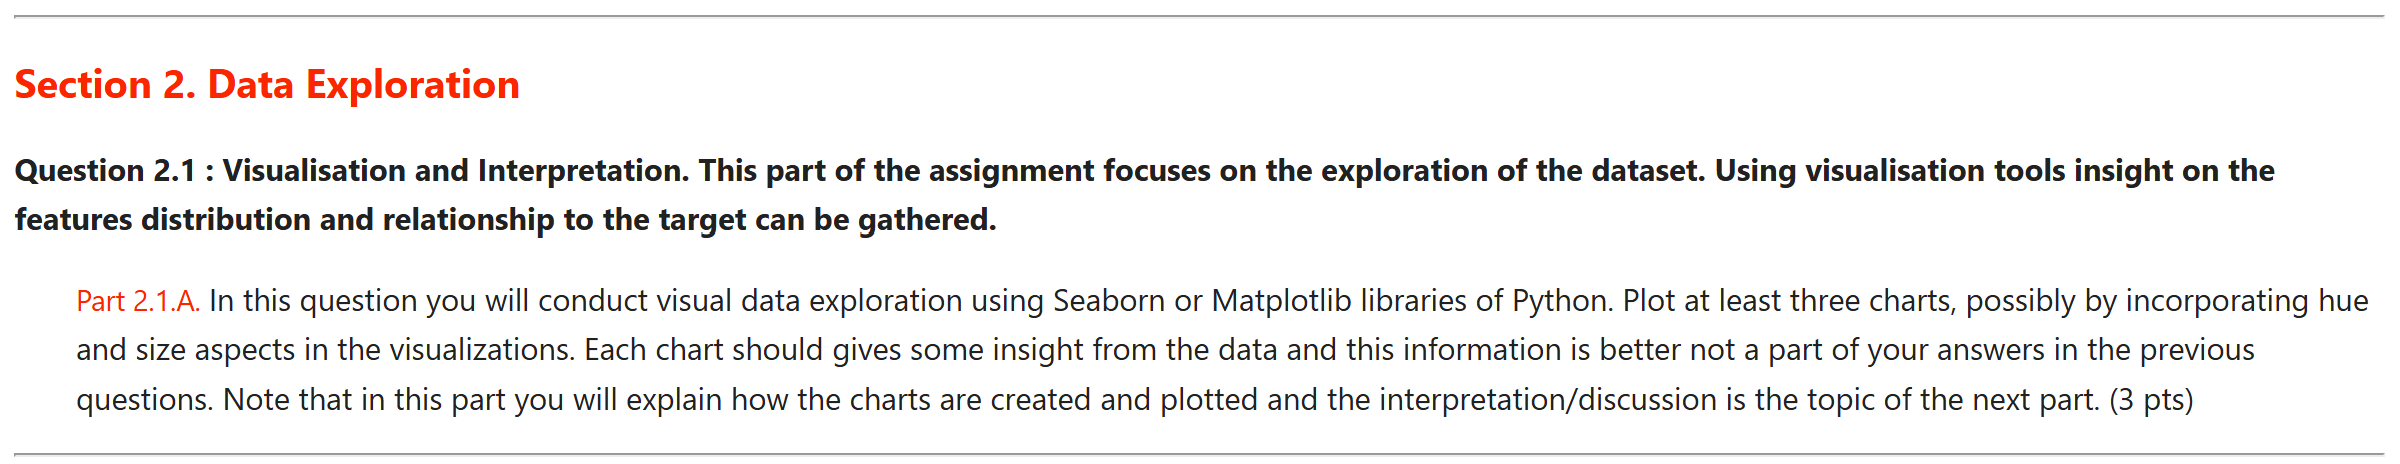 Section 2. Data Exploration
Question 2.1 : Visualisation and Interpretation. This part of the assignment focuses on the exploration of the dataset. Using visualisation tools insight on the
features distribution and relationship to the target can be gathered.
Part 2.1.A. In this question you will conduct visual data exploration using Seaborn or Matplotlib libraries of Python. Plot at least three charts, possibly by incorporating hue
and size aspects in the visualizations. Each chart should gives some insight from the data and this information is better not a part of your answers in the previous
questions. Note that in this part you will explain how the charts are created and plotted and the interpretation/discussion is the topic of the next part. (3 pts)